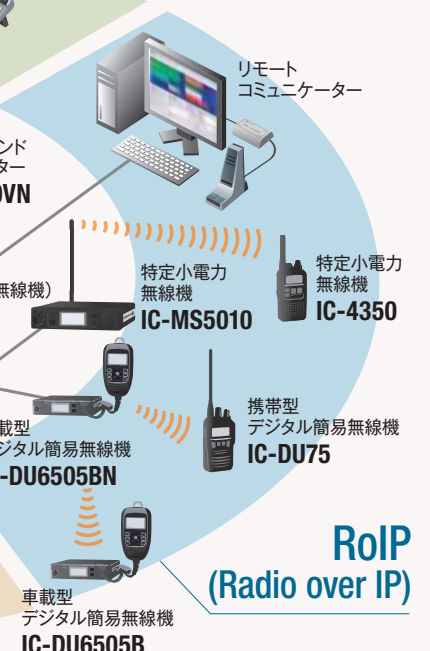 リモート
コミュニケーター
ンド
ター
VN
無線機)
特定小電力
無線機
IC-MS5010
特定小電力
無線機
IC-4350
載型
ジタル簡易無線機
-DU6505BN
携帯型
デジタル簡易無線機
IC-DU75
RoIP
(Radio over IP)
車載型
デジタル簡易無線機
IC-DU6505B